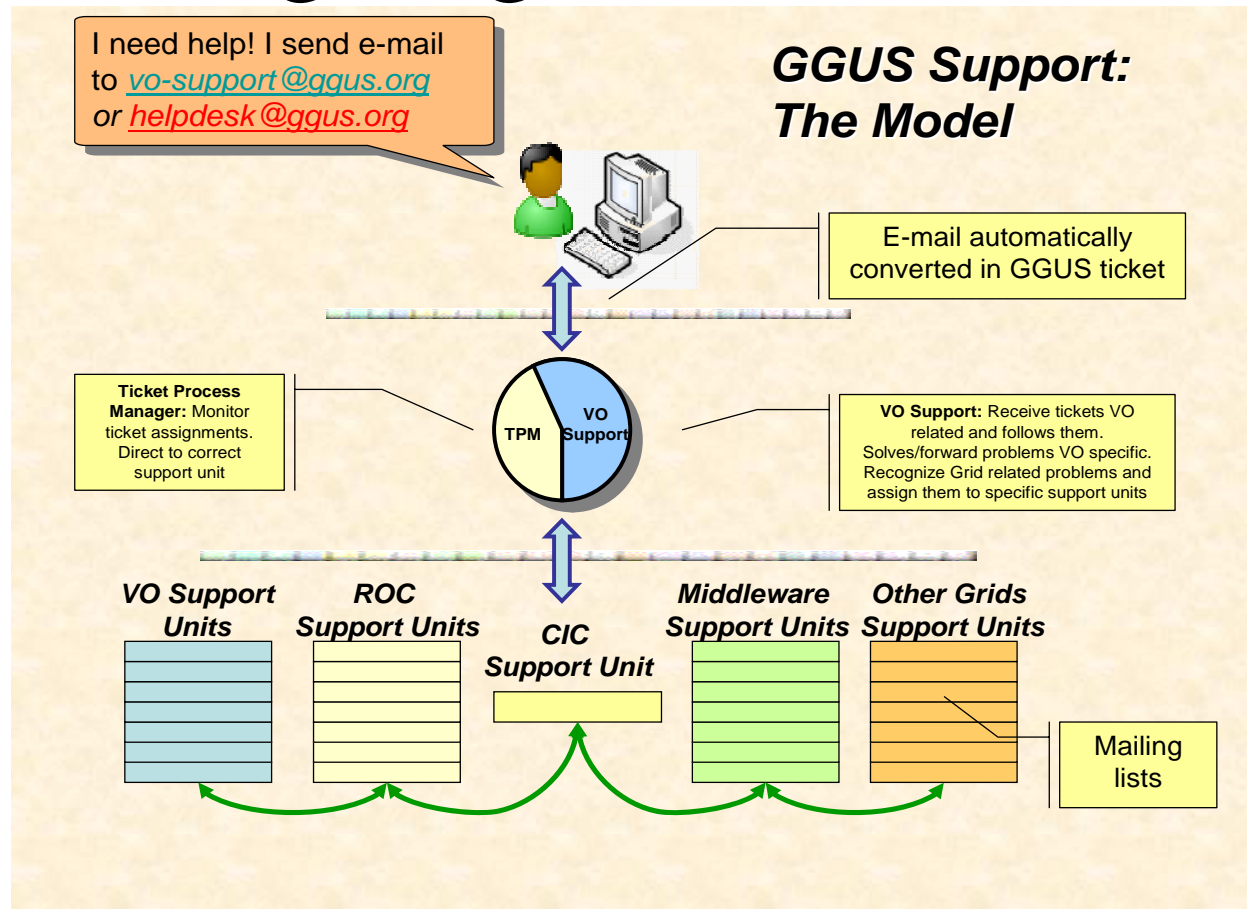 I need help! I send e-mail
to vo-support@ggus.org
or helpdesk@ggus.org
GGUS Support:
The Model
E-mail automatically
converted in GGUS ticket
Ticket Process
Manager: Monitor
ticket assignments.
Direct to correct
support unit
TPM
VO
Support
VO Support: Receive tickets VO
related and follows them.
Solves/forward problems VO specific.
Recognize Grid related problems and
assign them to specific support units
VO Support
Units
ROC
Support Units
CIC
Support Unit
Middleware
Support Units
Other Grids
Support Units
Mailing
lists